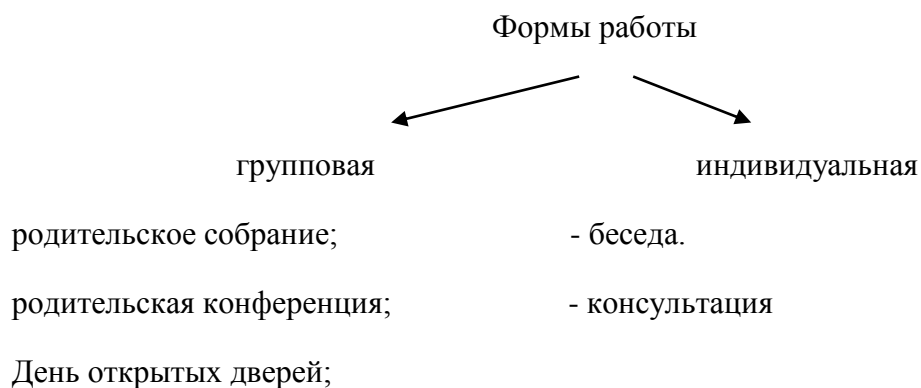 Формы работы
групповая индивидуальная
родительское собрание; - беседа.
родительская конференция; - консультация
День открытых дверей;